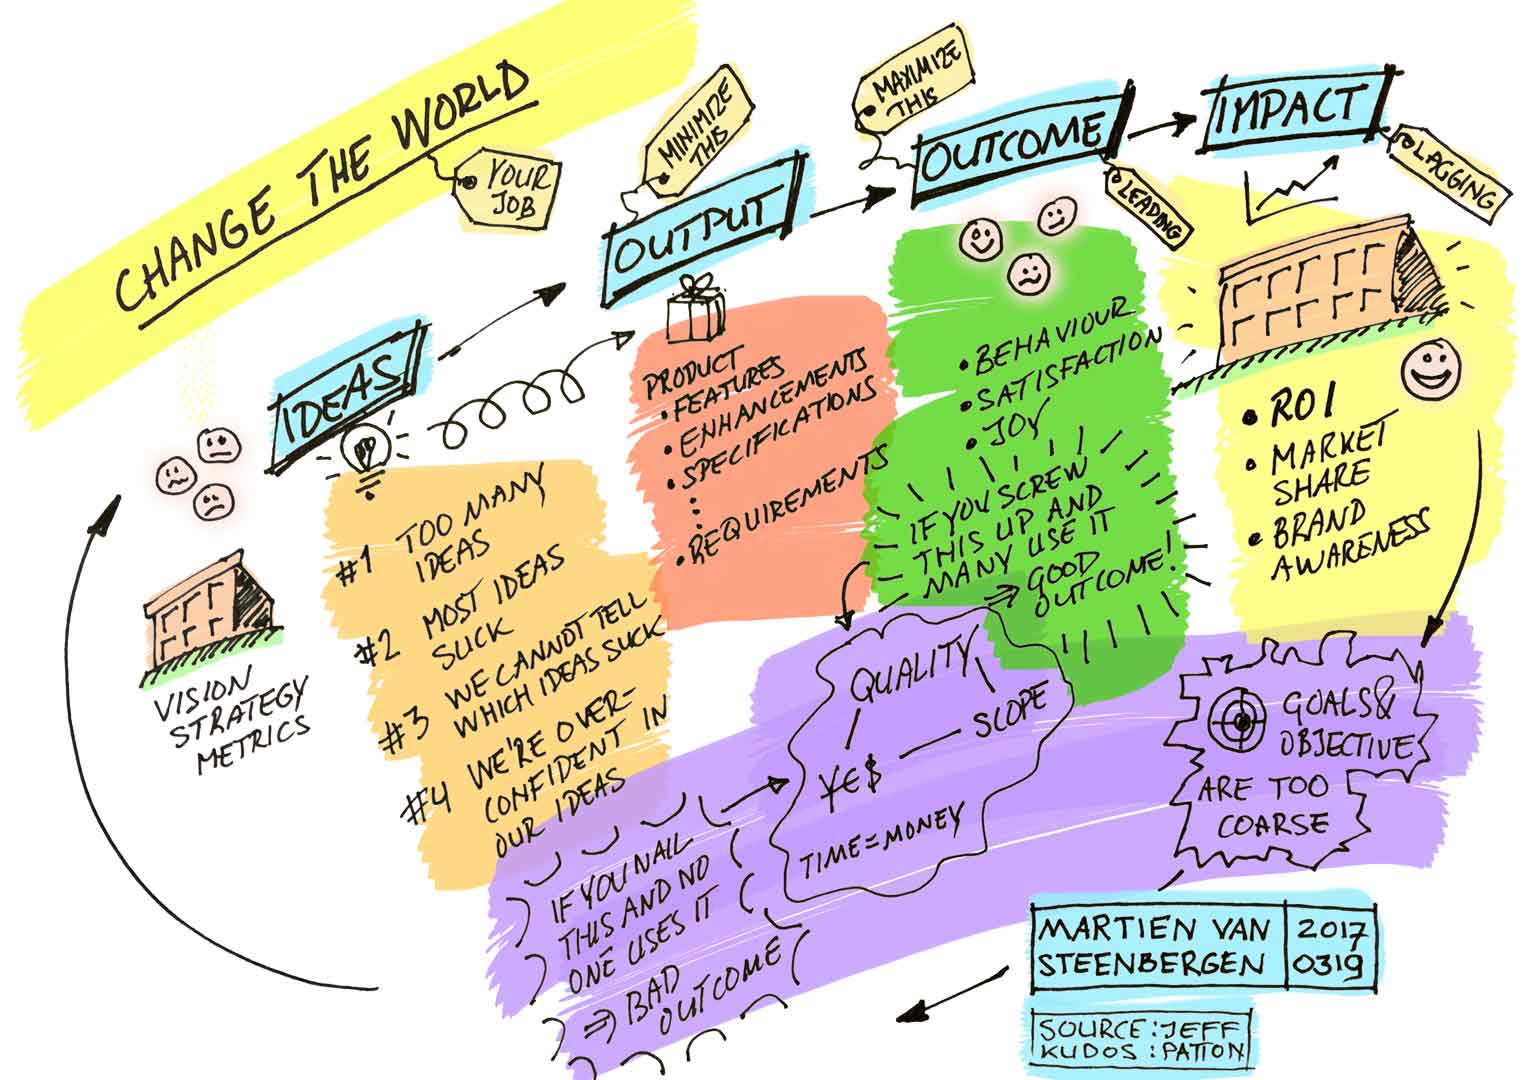 CHANGE THE WORLD
YOUR
JOB
MINIMIZE
THIS
MAXIMIZE
THIS
IDEAS
OUTPUT
OUTCOME
IMPACT
LEADING
LAGGING
VISION
STRATEGY
METRICS
#1 TOO MANY
IDEAS
#2 MOST IDEAS
SUCK
#3 WE CANNOT TELL
WHICH IDEAS SUCK
#4 WE'RE OVER-
CONFIDENT IN
OUR IDEAS
PRODUCT
• FEATURES
• ENHANCEMENTS
• SPECIFICATIONS
• REQUIREMENTS
• BEHAVIOUR
• SATISFACTION
• JOY
IF YOU SCREW
THIS UP AND
MANY USE IT
⇒ GOOD
OUTCOME!
• ROI
• MARKET
SHARE
• BRAND
AWARENESS
QUALITY
SCOPE
¥€$
TIME=MONEY
IF YOU NAIL
THIS AND NO
ONE USES IT
⇒ BAD
OUTCOME
GOALS &
OBJECTIVE
ARE TOO
COARSE
MARTIEN VAN
STEENBERGEN
2017
0319
SOURCE: JEFF
KUDOS: PATTON